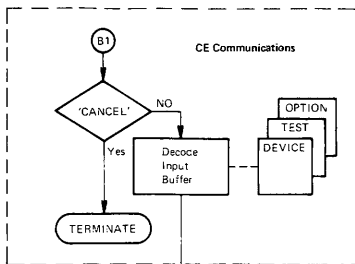 B1
CE Communications
'CANCEL'
NO
Yes
Decoce
Input
Buffer
OPTION
TEST
DEVICE
TERMINATE